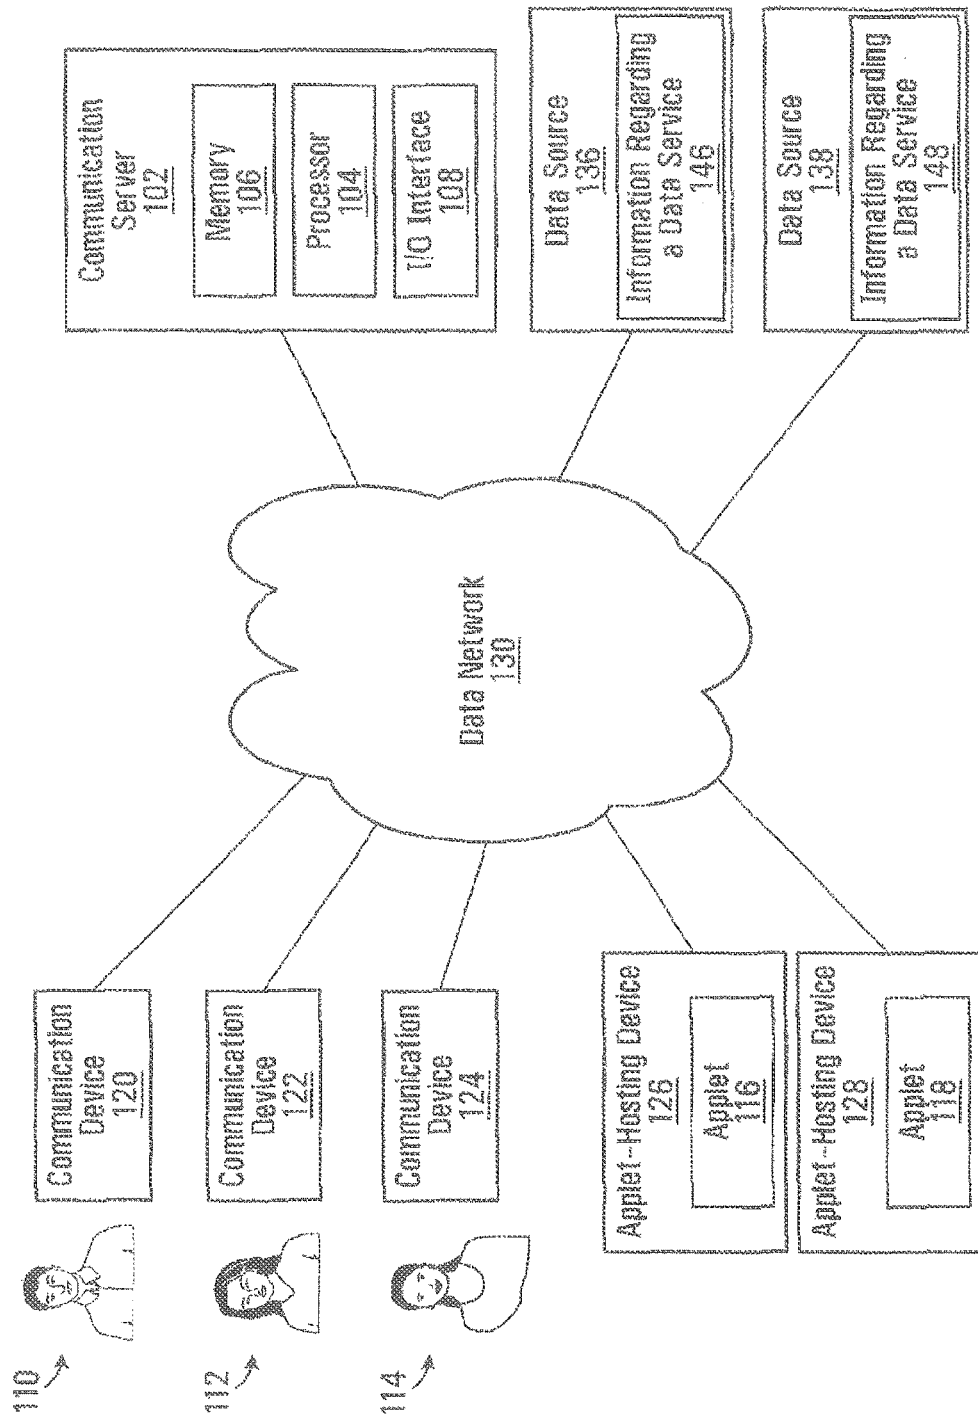 110
112
114
Communication
Device
120
Communication
Device
122
Communication
Device
124
Applet-Hosting Device
126
Applet
116
Applet-Hosting Device
128
Applet
118
Data Network
130
Communication
Server
102
Memory
106
Processor
104
I/O Interface
108
Data Source
136
Information Regarding
a Data Service
146
Data Source
138
Information Regarding
a Data Service
148